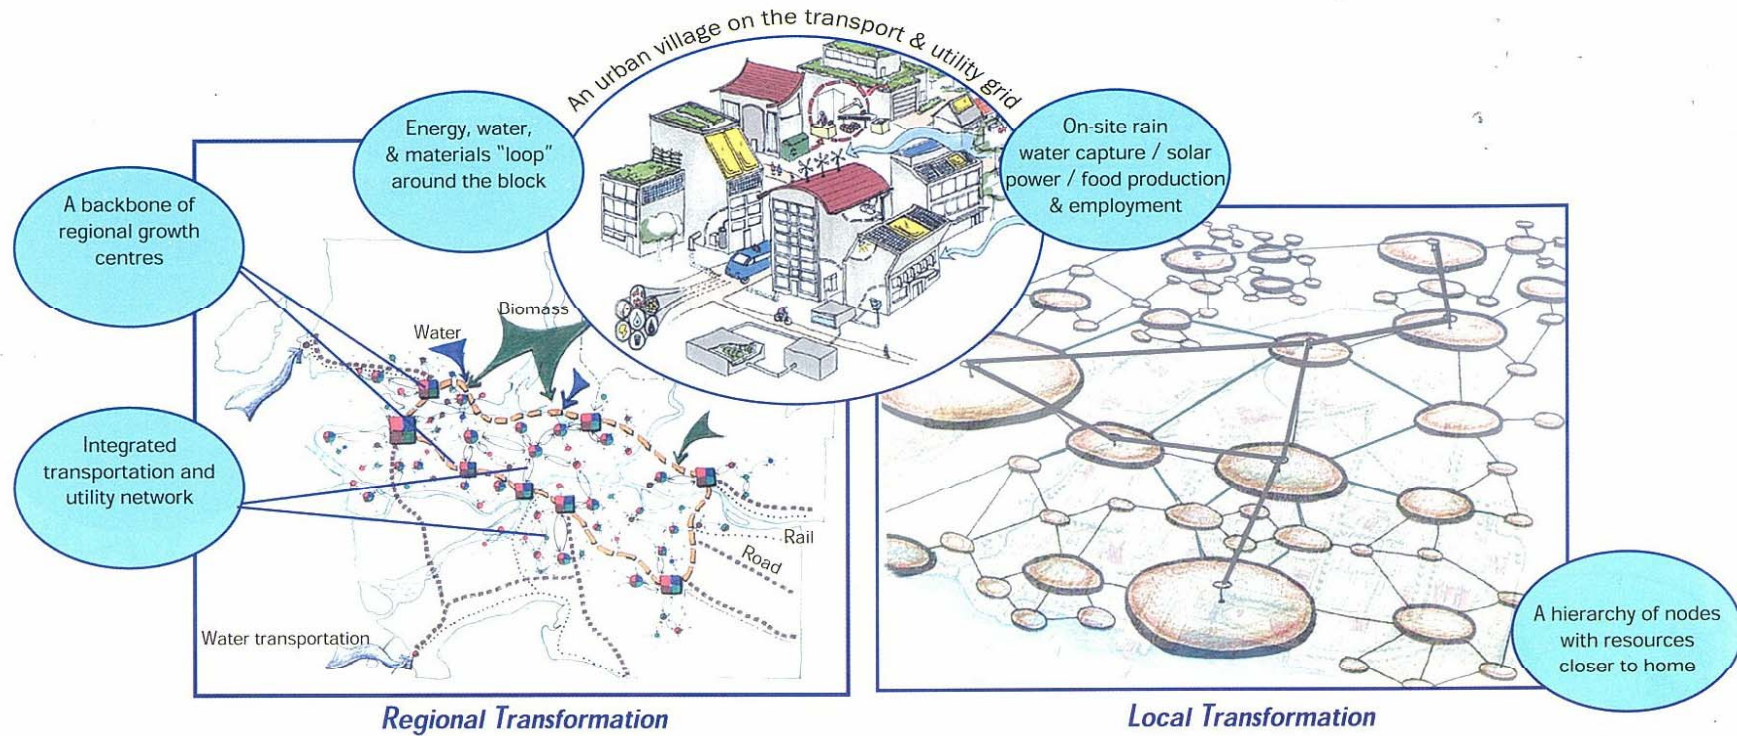 An urban village on the transport & utility grid
Energy, water,
& materials "loop"
around the block
On-site rain
water capture / solar
power / food production
& employment
A backbone of
regional growth
centres
Integrated
transportation and
utility network
Water
Biomass
Rail
Road
Water transportation
A hierarchy of nodes
with resources
closer to home
Regional Transformation
Local Transformation